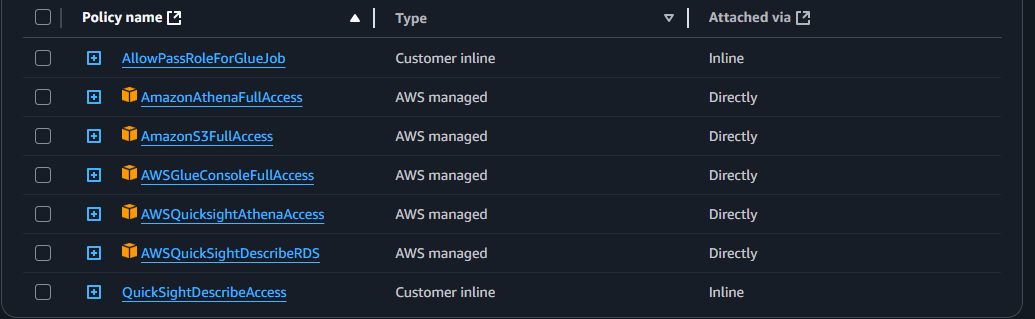 Policy name Type Attached via
AllowPassRoleForGlueJob Customer inline Inline
AmazonAthenaFullAccess AWS managed Directly
AmazonS3FullAccess AWS managed Directly
AWSGlueConsoleFullAccess AWS managed Directly
AWSQuicksightAthenaAccess AWS managed Directly
AWSQuickSightDescribeRDS AWS managed Directly
QuickSightDescribeAccess Customer inline Inline